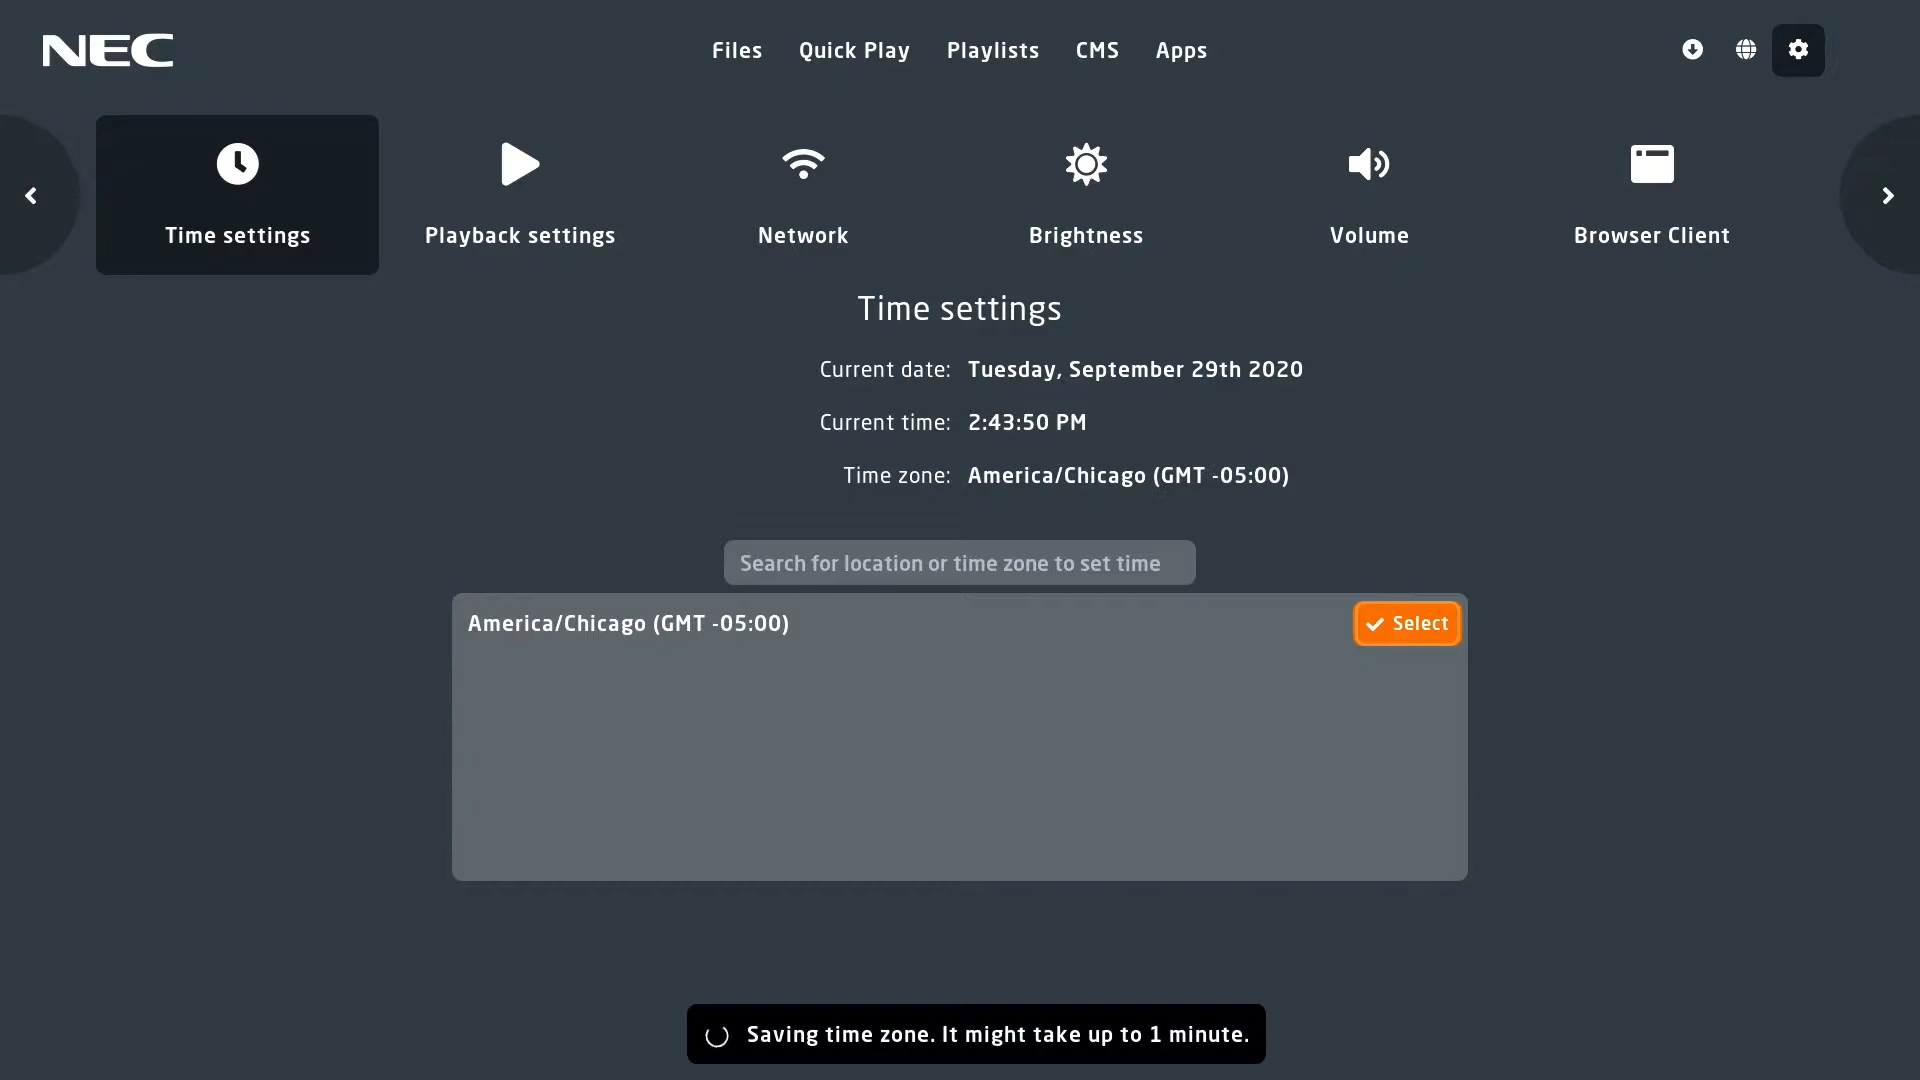 NEC
Files Quick Play Playlists CMS Apps
Time settings Playback settings Network Brightness Volume Browser Client
Time settings
Current date: Tuesday, September 29th 2020
Current time: 2:43:50 PM
Time zone: America/Chicago (GMT -05:00)
Search for location or time zone to set time
America/Chicago (GMT -05:00) Select
Saving time zone. It might take up to 1 minute.